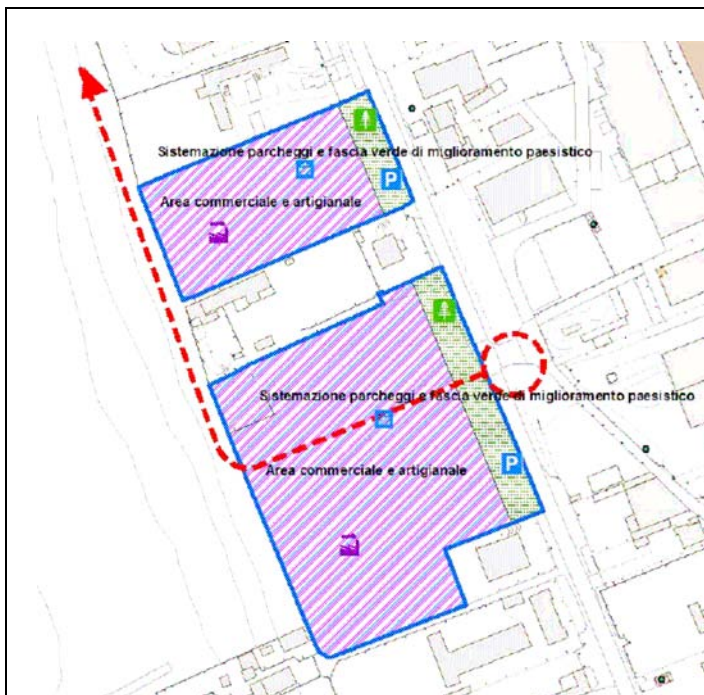 Sistemazione parcheggi e fascia verde di miglioramento paesistico
Area commerciale e artigianale
P
Sistemazione parcheggi e fascia verde di miglioramento paesistico
Area commerciale e artigianale
P